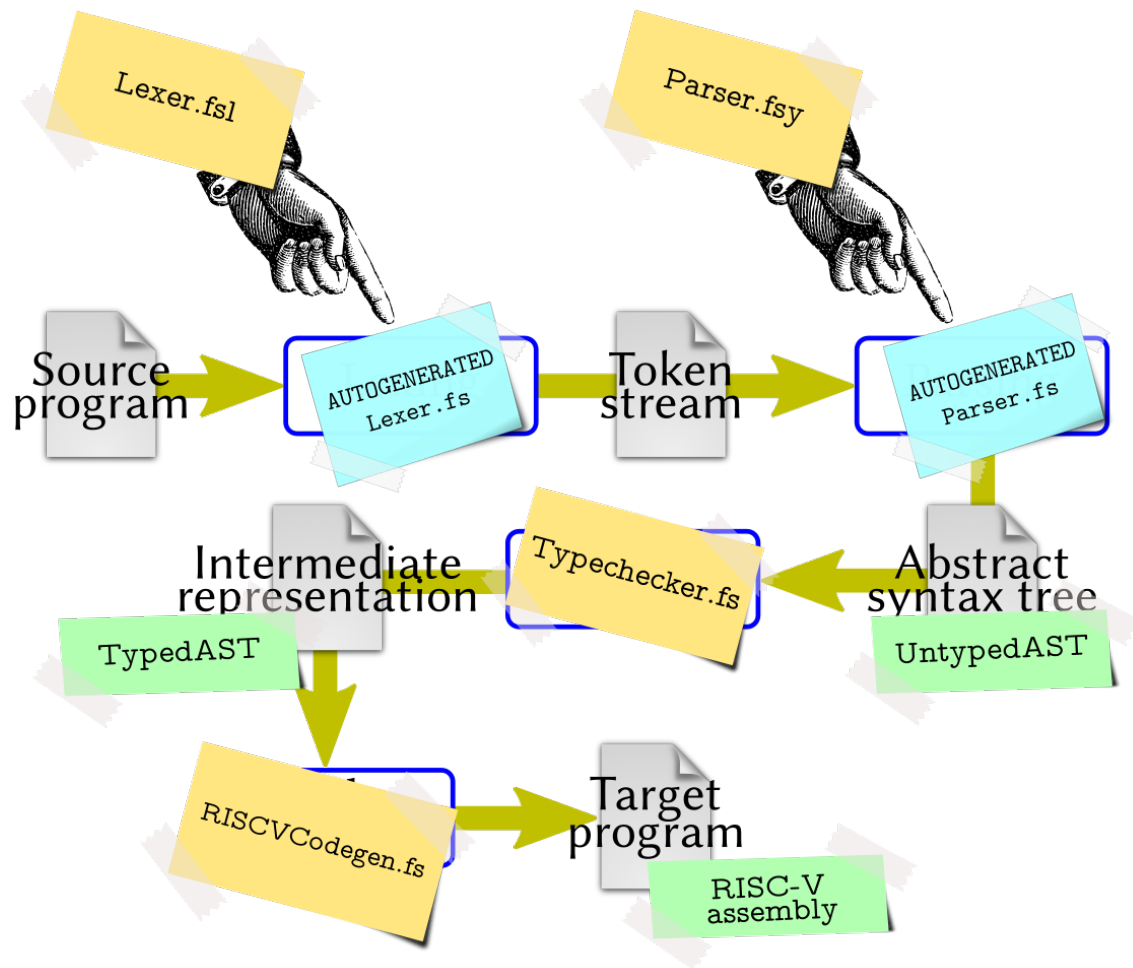 Lexer.fsl
Parser.fsy
Source
program
AUTOGENERATED
Lexer.fs
Token
stream
AUTOGENERATED
Parser.fs
Intermediate
representation
TypedAST
Typechecker.fs
Abstract
syntax tree
UntypedAST
RISCVCodegen.fs
Target
program
RISC-V
assembly